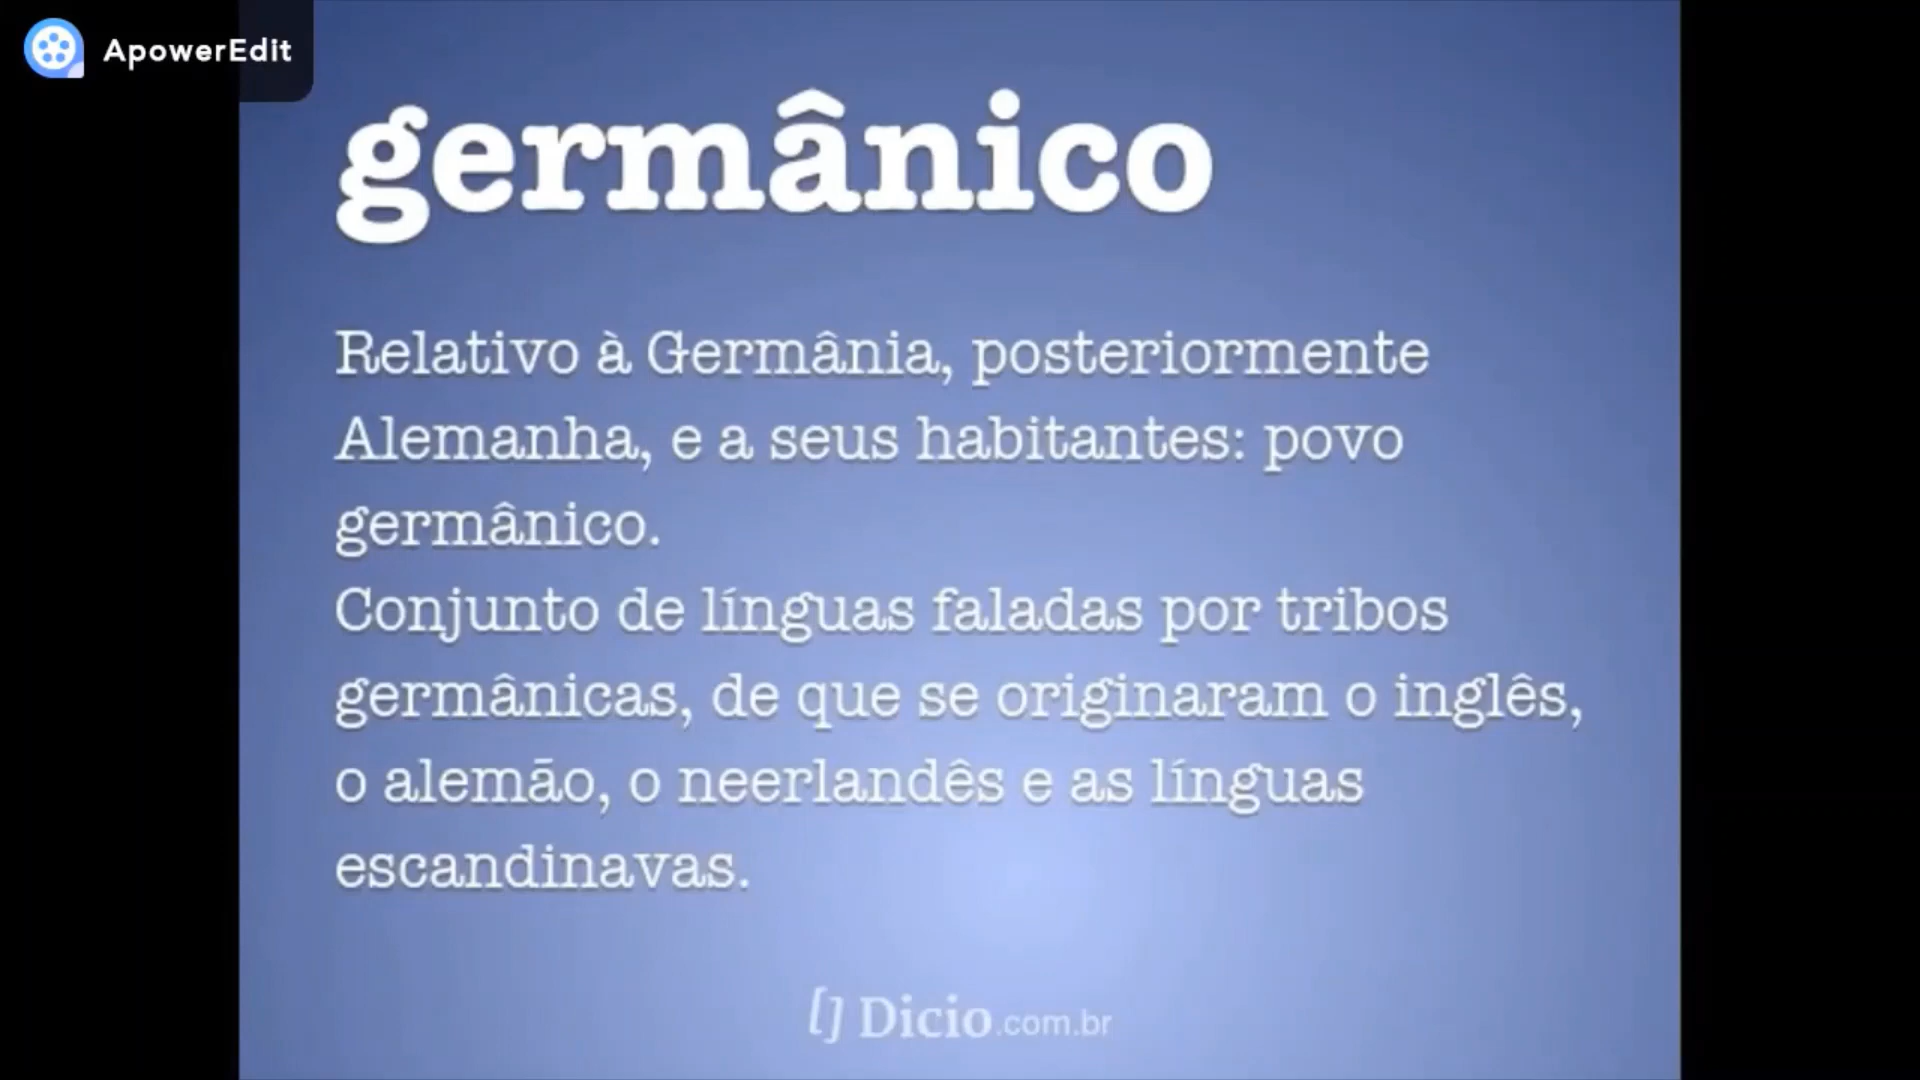 ApowerEdit
germânico
Relativo à Germânia, posteriormente
Alemanha, e a seus habitantes: povo
germânico.
Conjunto de línguas faladas por tribos
germânicas, de que se originaram o inglês,
o alemão, o neerlandês e as línguas
escandinavas.
[] Dicio.com.br